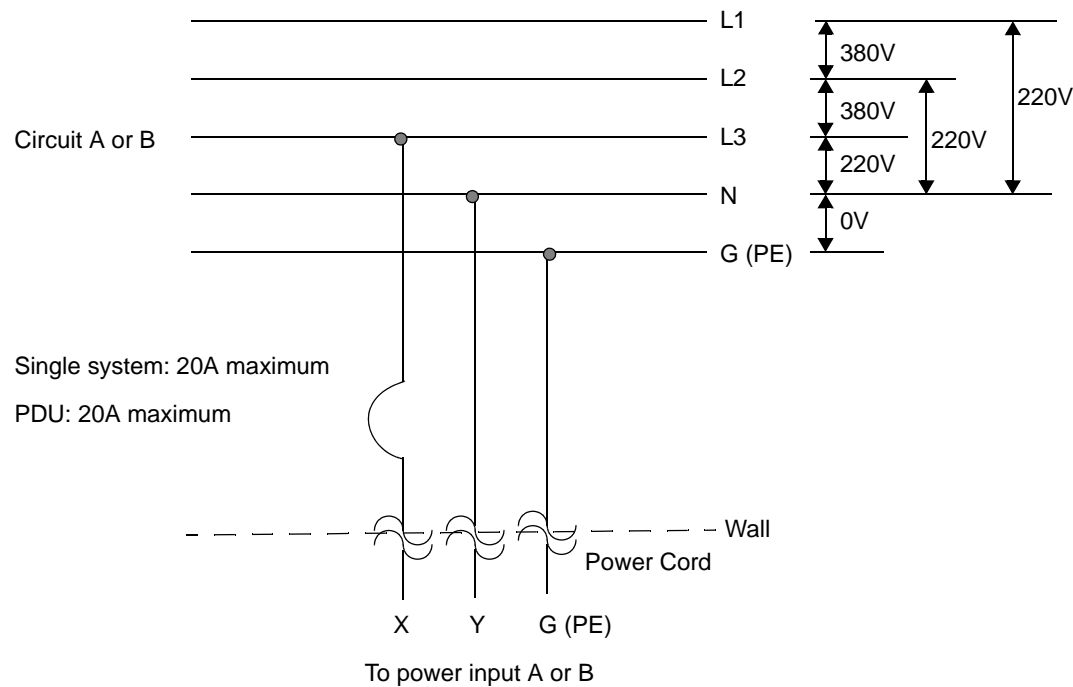 L1
380V
L2
220V
380V
Circuit A or B
L3
220V
220V
N
0V
G (PE)
Single system: 20A maximum
PDU: 20A maximum
Wall
Power Cord
X Y G (PE)
To power input A or B